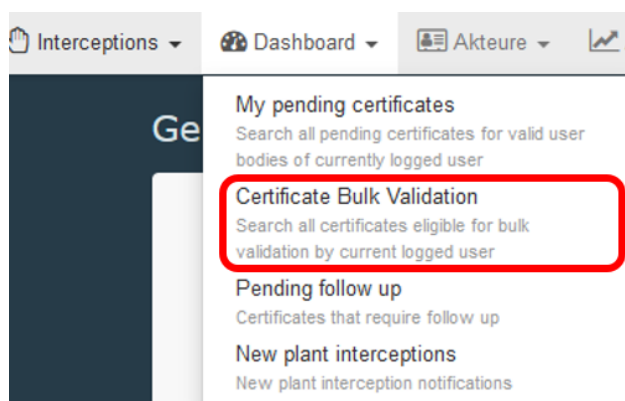 Interceptions Dashboard Akteure
Ge
My pending certificates
Search all pending certificates for valid user
bodies of currently logged user
Certificate Bulk Validation
Search all certificates eligible for bulk
validation by current logged user
Pending follow up
Certificates that require follow up
New plant interceptions
New plant interception notifications